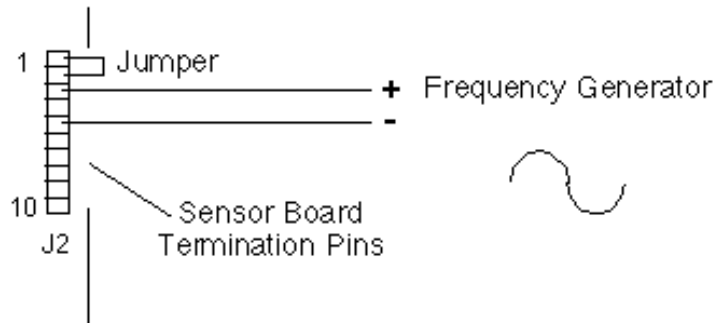 1
Jumper
+ Frequency Generator
-
10
Sensor Board
Termination Pins
J2